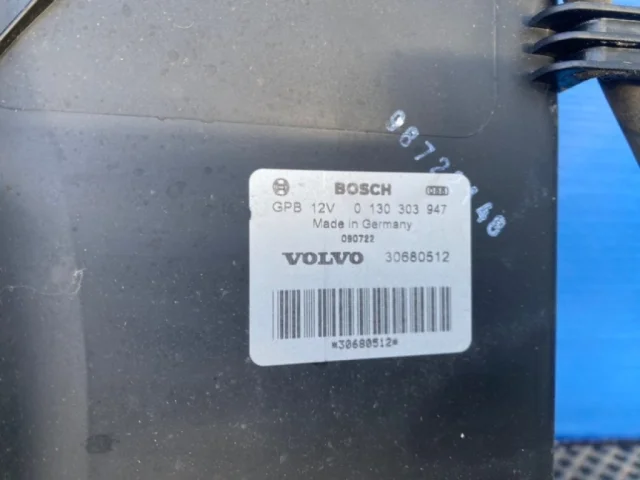 BOSCH
GPB 12V 0 130 303 947
Made in Germany
090722
VOLVO 30680512
*30680512*